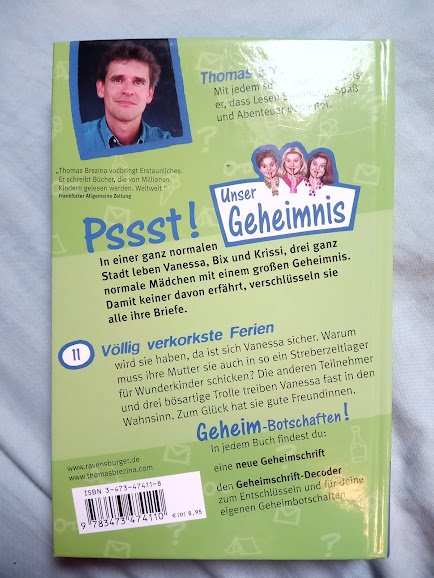 Thomas
Mit jedem se
er, dass Lesen Spaß
und Abenteuer
„Thomas Brezina vollbringt Erstaunliches.
Er schreibt Bücher, die von Millionen
Kindern gelesen werden. Weltweit."
Frankfurter Allgemeine Zeitung
Pssst!
Unser
Geheimnis
In einer ganz normalen
Stadt leben Vanessa, Bix und Krissi, drei ganz
normale Mädchen mit einem großen Geheimnis.
Damit keiner davon erfährt, verschlüsseln sie
alle ihre Briefe.
11
Völlig verkorkste Ferien
wird sie haben, da ist sich Vanessa sicher. Warum
muss ihre Mutter sie auch in so ein Streberzeltlager
für Wunderkinder schicken? Die anderen Teilnehmer
und drei bösartige Trolle treiben Vanessa fast in den
Wahnsinn. Zum Glück hat sie gute Freundinnen.
Geheim-Botschaften!
In jedem Buch findest du:
eine neue Geheimschrift
den Geheimschrift-Decoder
zum Entschlüsseln und für deine
eigenen Geheimbotschaften
www.ravensburger.de
www.thomasbrezina.com
ISBN 3-473-47411-8
9 783473 474110
€(D) 8.95